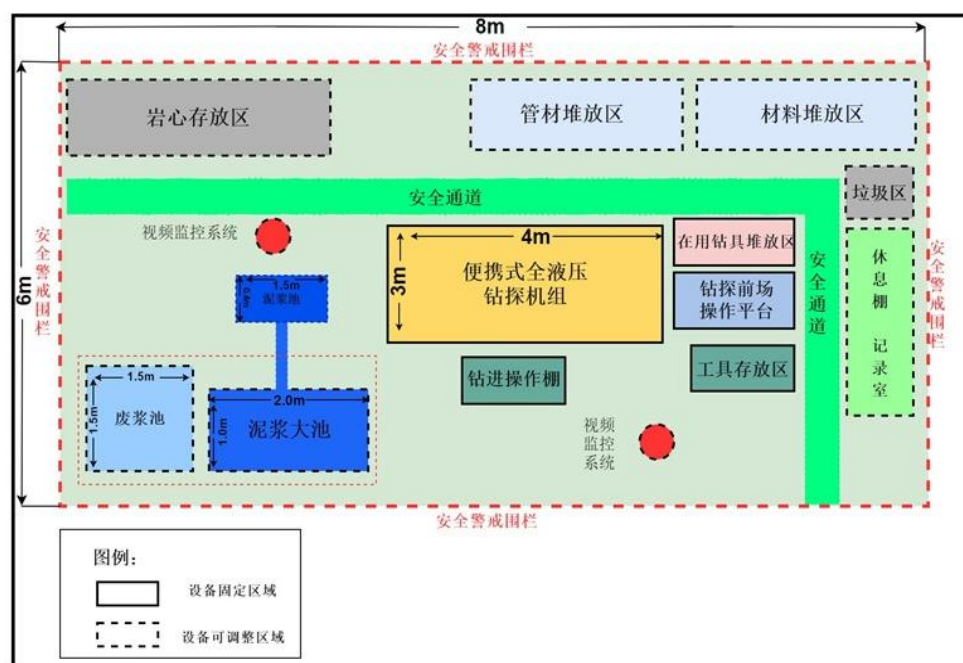 8m
安全警戒围栏
岩心存放区
管材堆放区
材料堆放区
安全通道
垃圾区
视频监控系统
安全警戒围栏
6m
4m
3m
便携式全液压
钻探机组
在用钻具堆放区
钻探前场
操作平台
安全通道
休息棚 记录室
安全警戒围栏
1.5m
泥浆池
钻进操作棚
工具存放区
1.5m
1.5m
废浆池
2.0m
1.0m
泥浆大池
视频
监控
系统
安全警戒围栏
图例：
设备固定区域
设备可调整区域